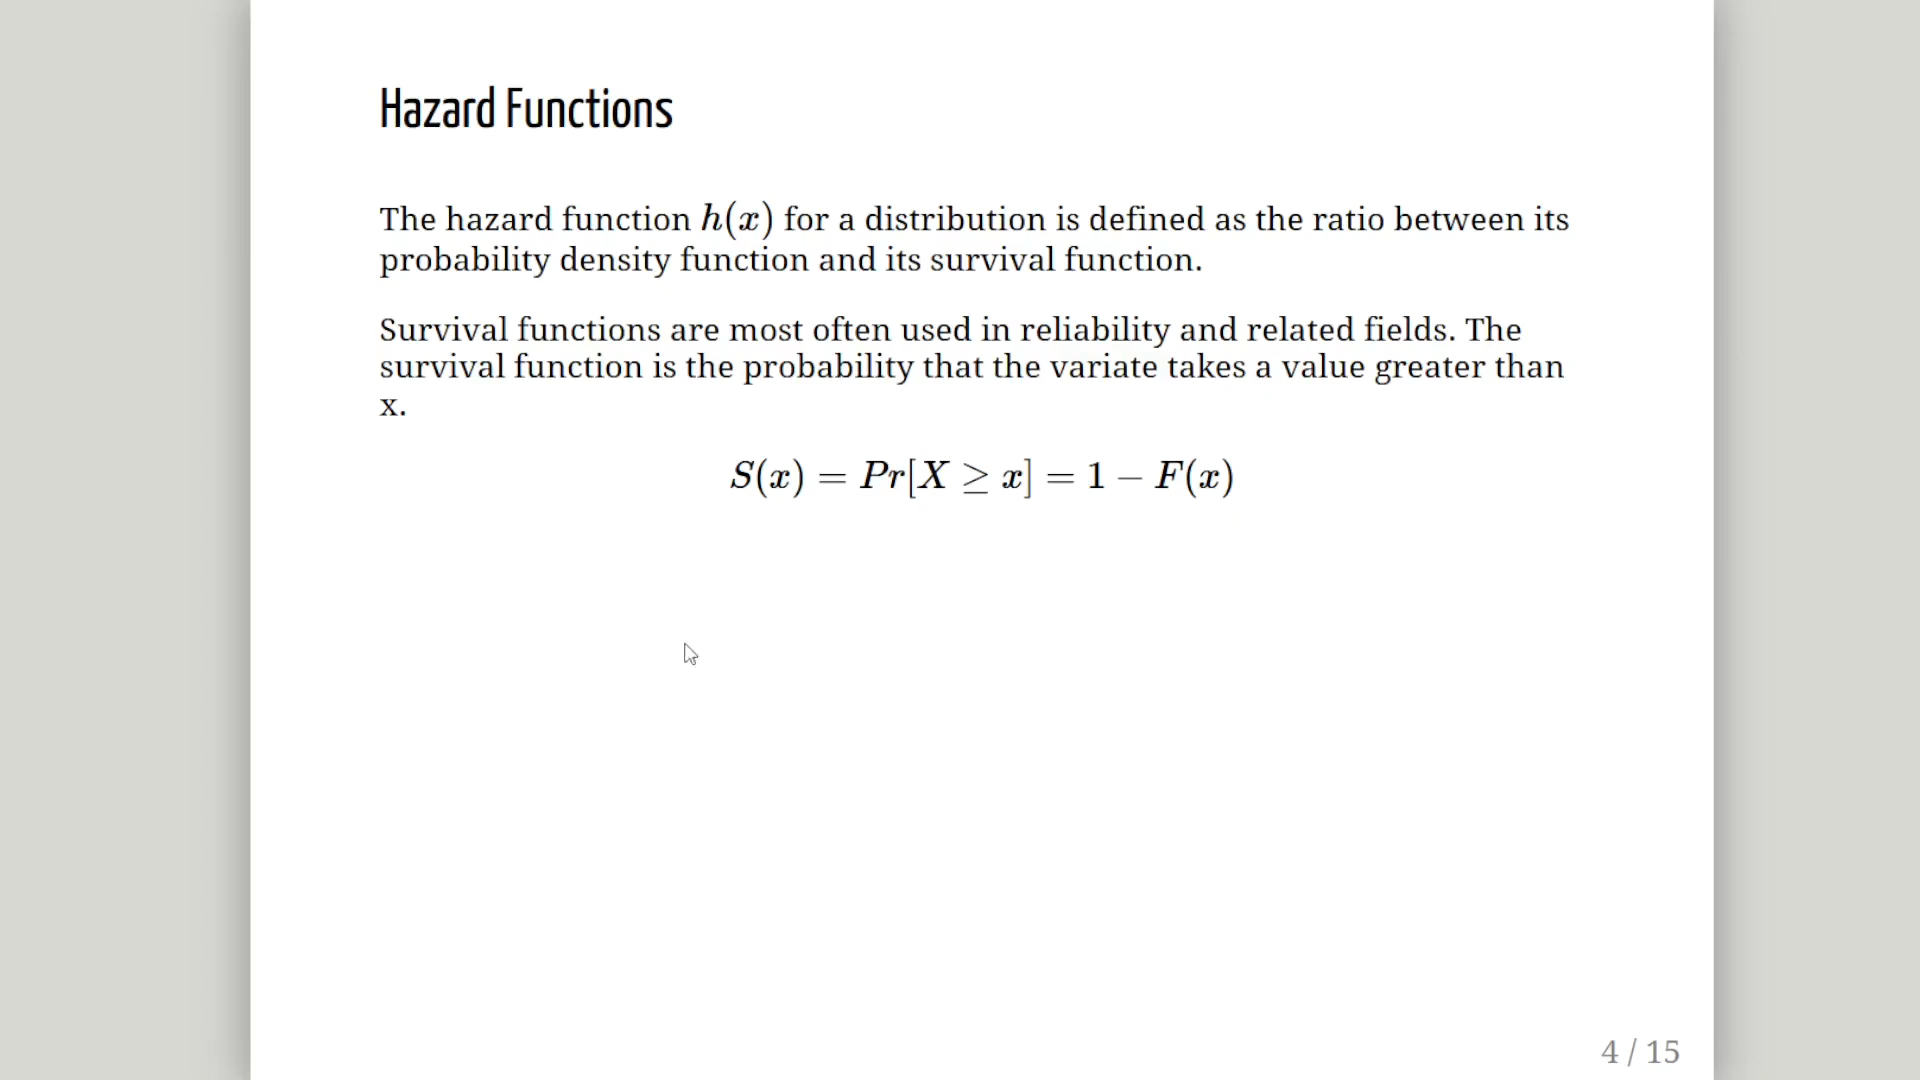 Hazard Functions
The hazard function h(x) for a distribution is defined as the ratio between its
probability density function and its survival function.
Survival functions are most often used in reliability and related fields. The
survival function is the probability that the variate takes a value greater than
x.
S(x) = Pr[X ≥ x] = 1 − F(x)
4 / 15